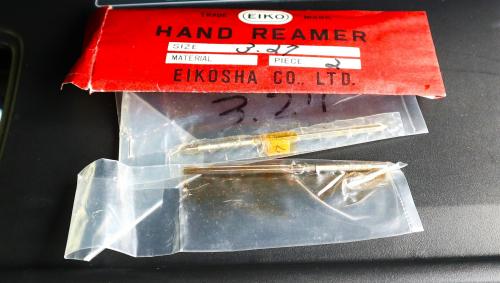 TRADE EIKO MARK
HAND REAMER
SIZE 3.27
MATERIAL PIECE 2
EIKOSHA CO., LTD.
3.27